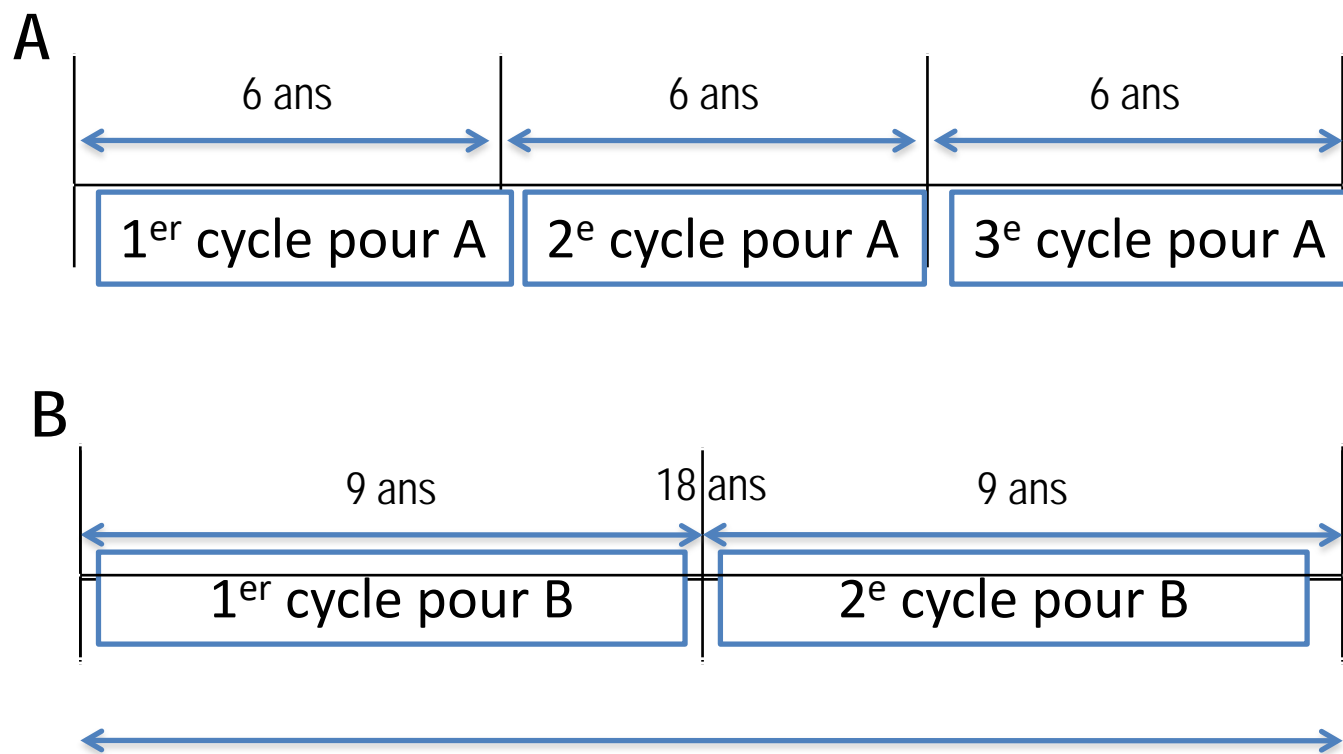 A
6 ans 6 ans 6 ans
1er cycle pour A 2e cycle pour A 3e cycle pour A
B
9 ans 18 ans 9 ans
1er cycle pour B 2e cycle pour B